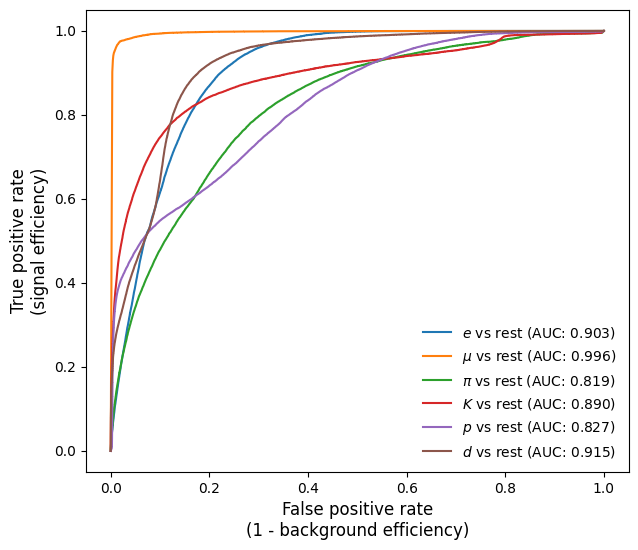 True positive rate
(signal efficiency)
1.0
0.8
0.6
0.4
0.2
0.0
e vs rest (AUC: 0.903)
μ vs rest (AUC: 0.996)
π vs rest (AUC: 0.819)
K vs rest (AUC: 0.890)
p vs rest (AUC: 0.827)
d vs rest (AUC: 0.915)
0.0 0.2 0.4 0.6 0.8 1.0
False positive rate
(1 - background efficiency)